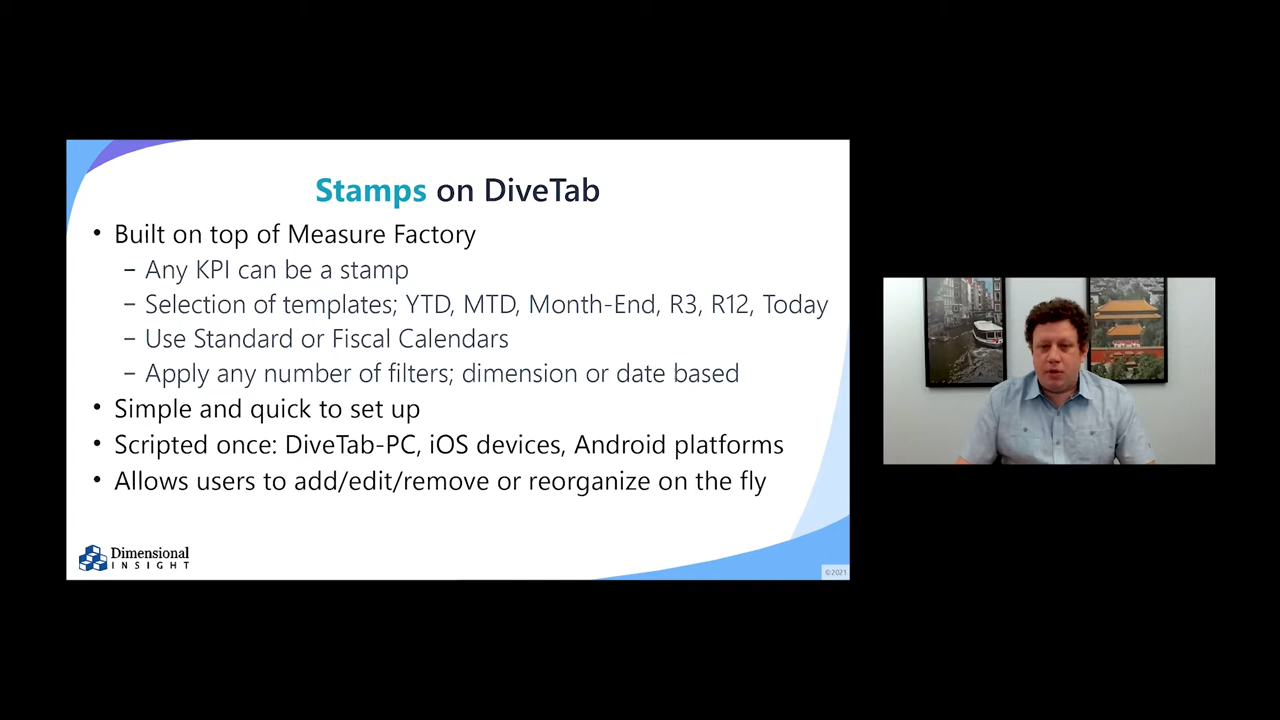 Stamps on DiveTab
• Built on top of Measure Factory
– Any KPI can be a stamp
– Selection of templates; YTD, MTD, Month-End, R3, R12, Today
– Use Standard or Fiscal Calendars
– Apply any number of filters; dimension or date based
• Simple and quick to set up
• Scripted once: DiveTab-PC, iOS devices, Android platforms
• Allows users to add/edit/remove or reorganize on the fly
Dimensional
INSIGHT
©2021